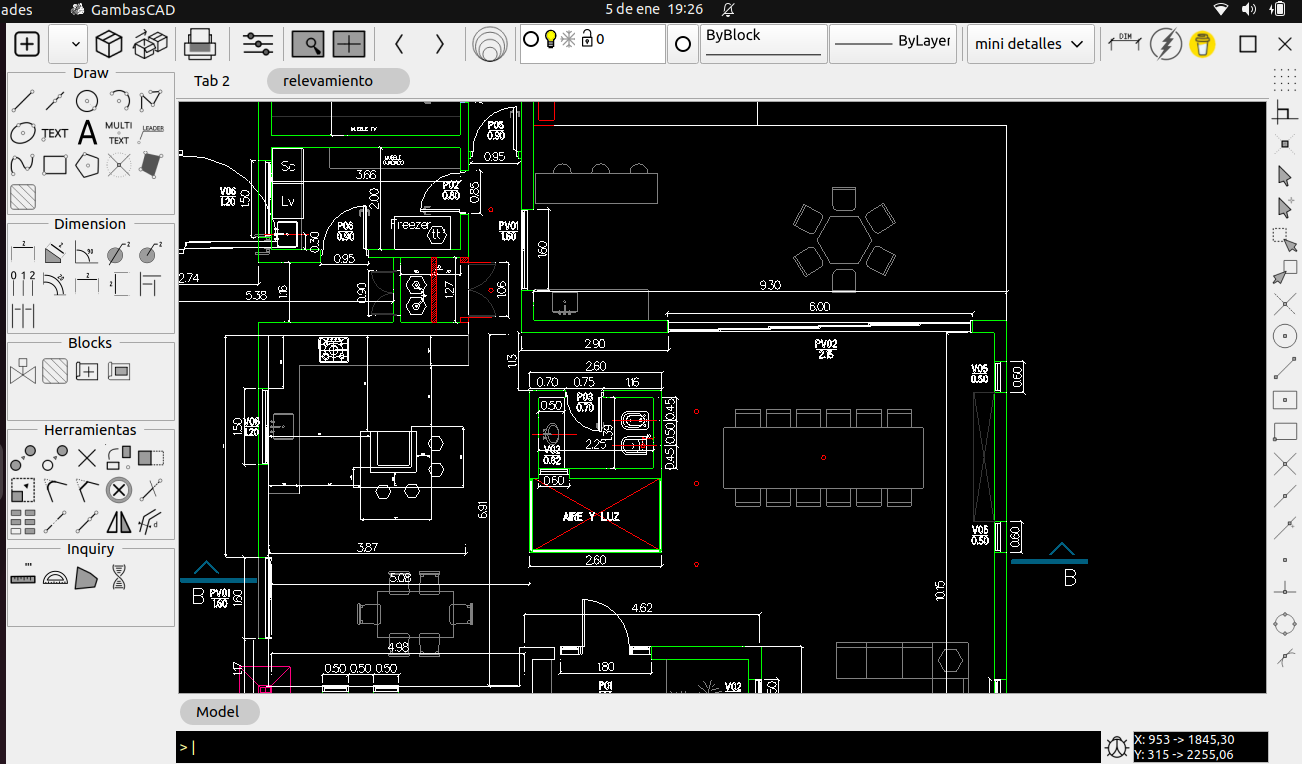 ades
GambasCAD
5 de ene 19:26
0
ByBlock
ByLayer
mini detalles
DIM
Draw
Tab 2
relevamiento
TEXT
A
MULTI
TEXT
LEADER
Dimension
0 1 2
Blocks
Herramientas
Inquiry
MUEBLE TV
P05
0.90
0.95
Sc
3.66
Lv
2.00
P02
0.80
0.85
V06
1.20
1.50
P06
0.90
Freezer
tt
PV01
1.60
1.60
0.30
0.95
2.74
5.38
1.16
0.90
1.27
1.06
9.30
6.00
2.90
PV02
2.15
1.13
2.60
0.70
0.75
1.16
P03
0.70
0.50
0.45
0.50
0.45
1.39
2.25
V03
0.62
0.60
V05
0.50
0.60
1.50
V06
1.20
AIRE Y LUZ
6.91
2.60
3.87
V05
0.50
0.60
5.08
B
PV01
1.60
1.60
B
10.15
4.62
4.98
1.17
0.50
0.50
0.50
1.80
P01
V02
Model
>
X: 953 -> 1845,30
Y: 315 -> 2255,06